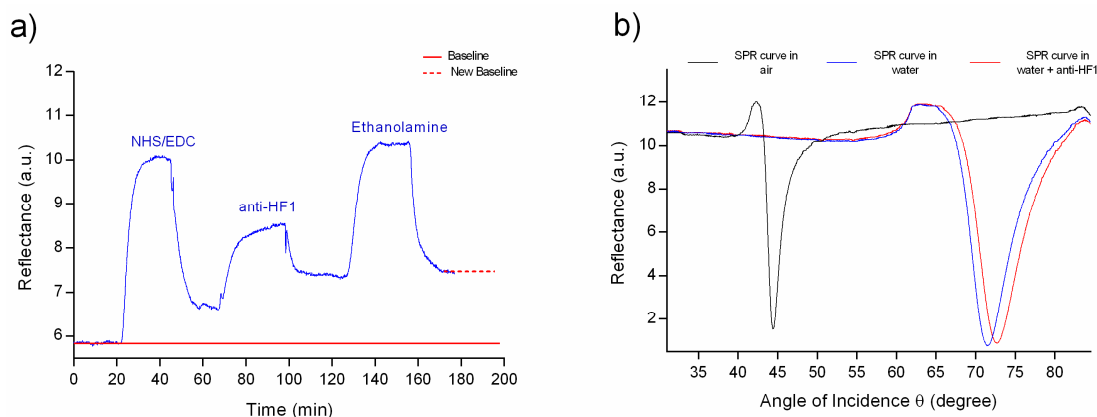 a)
Baseline
New Baseline
NHS/EDC
anti-HF1
Ethanolamine
Reflectance (a.u.)
12
11
10
9
8
7
6
0 20 40 60 80 100 120 140 160 180 200
Time (min)
b)
SPR curve in
air
SPR curve in
water
SPR curve in
water + anti-HF1
Reflectance (a.u.)
12
10
8
6
4
2
35 40 45 50 55 60 65 70 75 80
Angle of Incidence θ (degree)